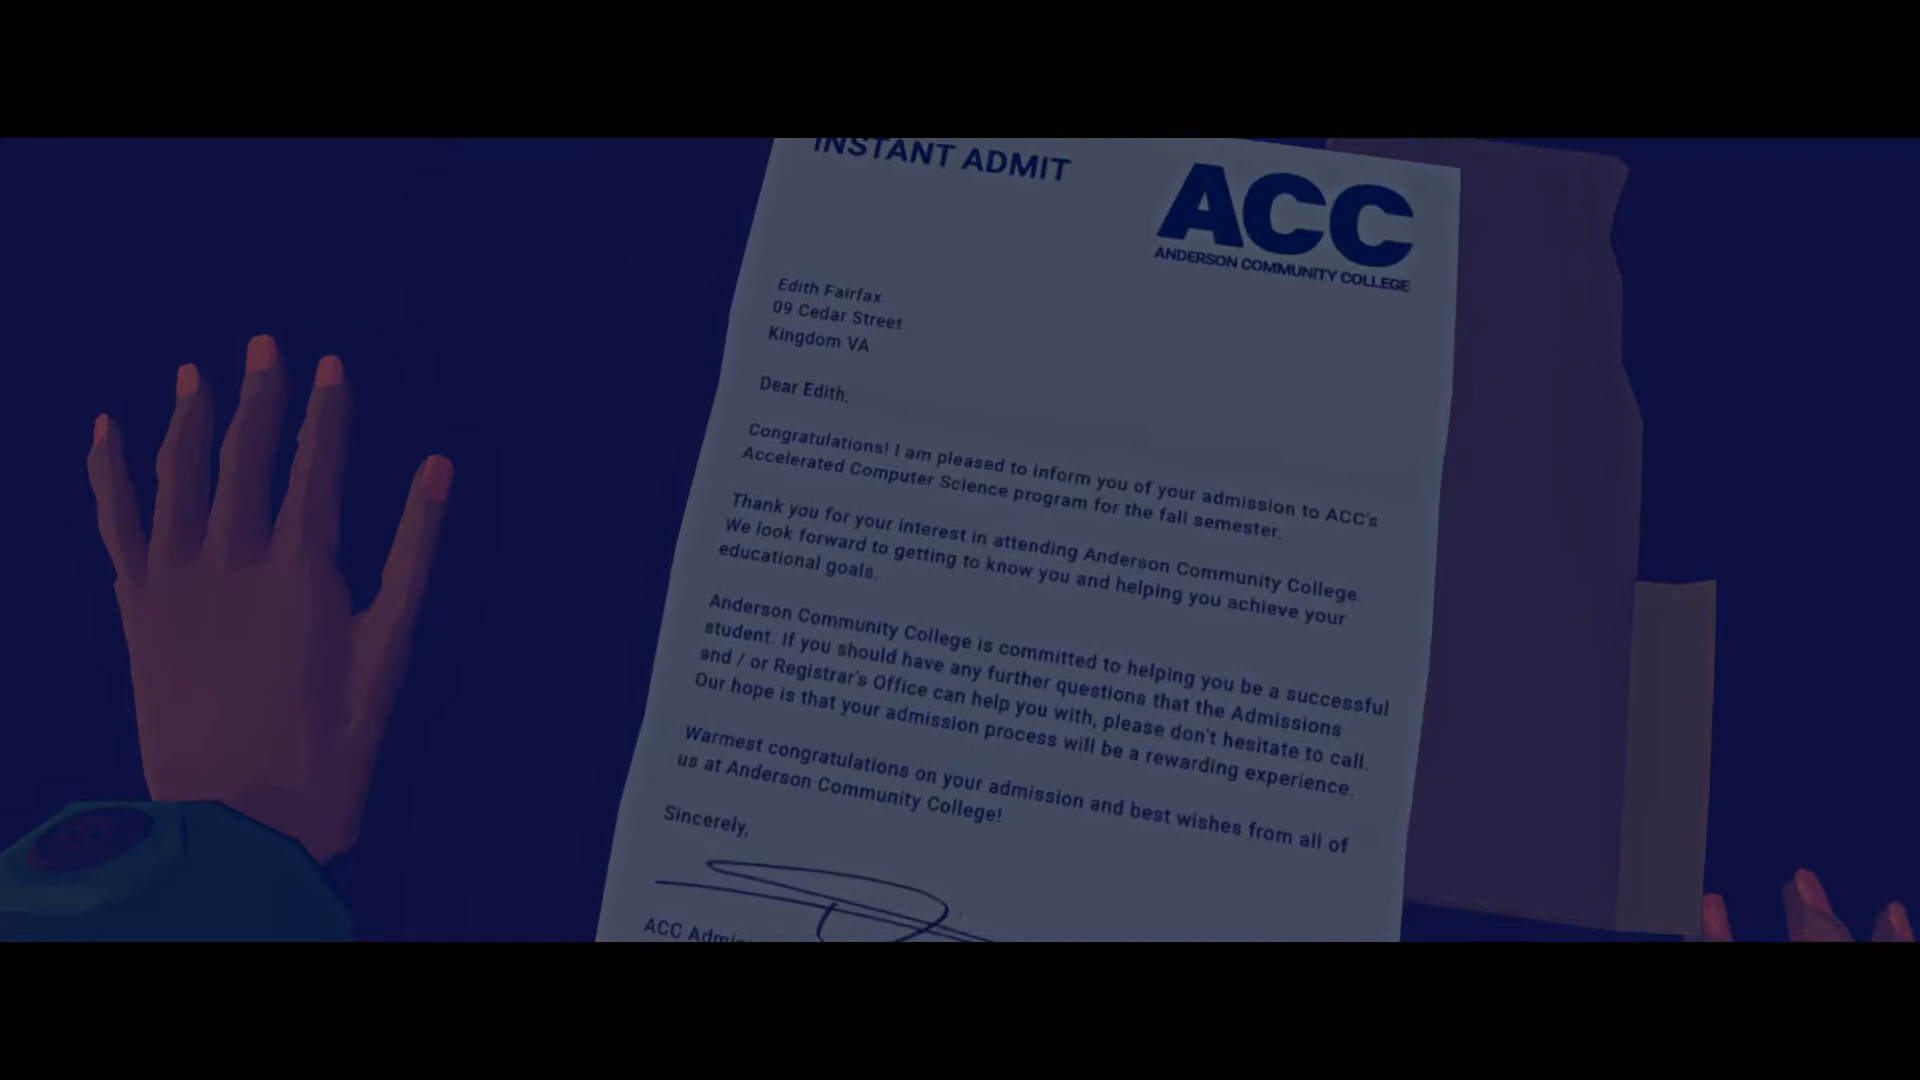 INSTANT ADMIT
ACC
ANDERSON COMMUNITY COLLEGE
Edith Fairfax
09 Cedar Street
Kingdom VA
Dear Edith,
Congratulations! I am pleased to inform you of your admission to ACC's
Accelerated Computer Science program for the fall semester.
Thank you for your interest in attending Anderson Community College.
We look forward to getting to know you and helping you achieve your
educational goals.
Anderson Community College is committed to helping you be a successful
student. If you should have any further questions that the Admissions
and / or Registrar's Office can help you with, please don't hesitate to call.
Our hope is that your admission process will be a rewarding experience.
Warmest congratulations on your admission and best wishes from all of
us at Anderson Community College!
Sincerely,
ACC